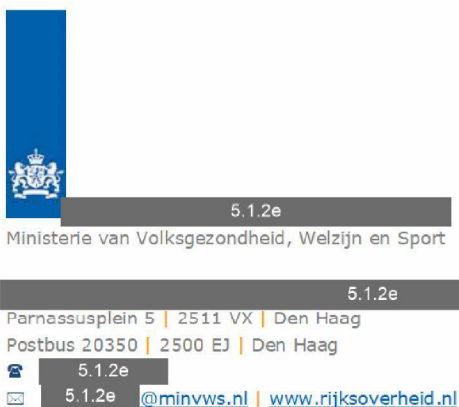 5.1.2e
Ministerie van Volksgezondheid, Welzijn en Sport
5.1.2e
Parnassusplein 5 | 2511 VX | Den Haag
Postbus 20350 | 2500 EJ | Den Haag
5.1.2e
5.1.2e @minvws.nl | www.rijksoverheid.nl